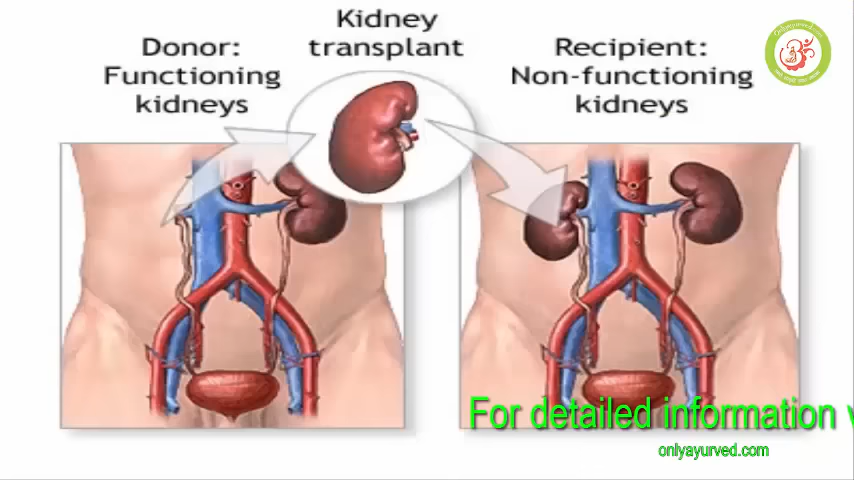 Kidney
transplant
Donor:
Functioning
kidneys
Recipient:
Non-functioning
kidneys
For detailed information v
onlyayurved.com